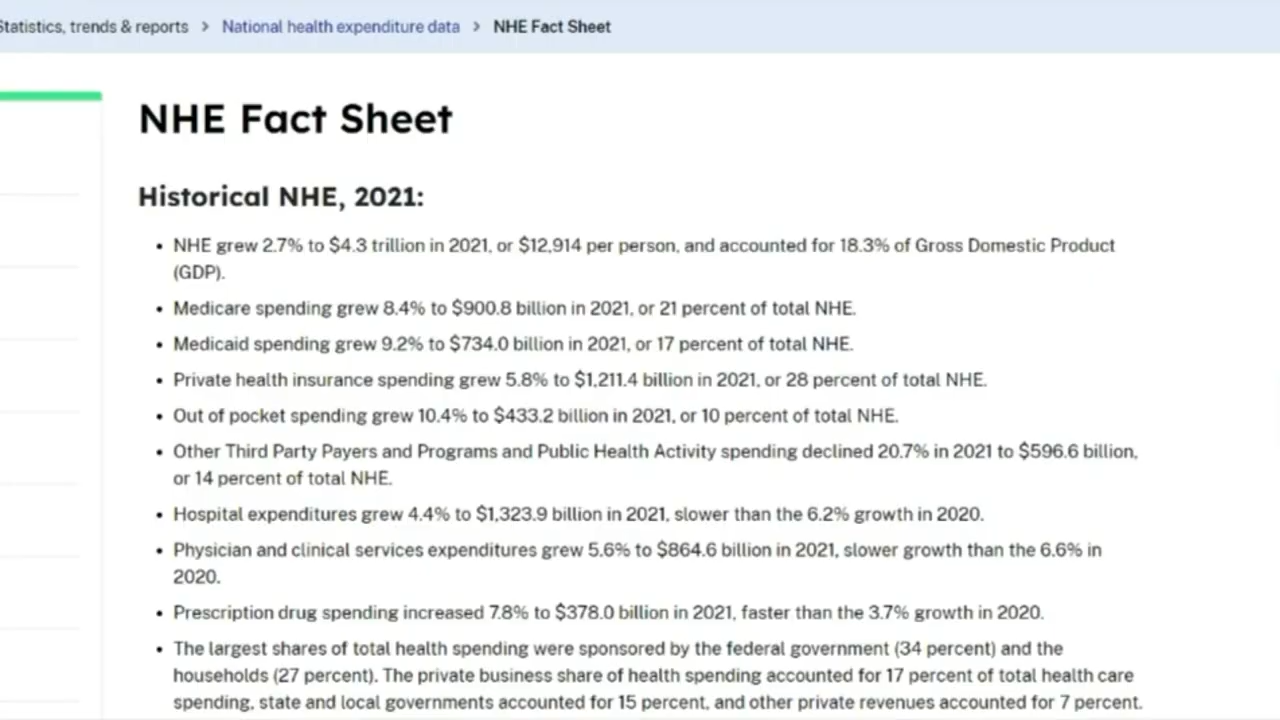 Statistics, trends & reports > National health expenditure data > NHE Fact Sheet
NHE Fact Sheet
Historical NHE, 2021:
• NHE grew 2.7% to $4.3 trillion in 2021, or $12,914 per person, and accounted for 18.3% of Gross Domestic Product
(GDP).
• Medicare spending grew 8.4% to $900.8 billion in 2021, or 21 percent of total NHE.
• Medicaid spending grew 9.2% to $734.0 billion in 2021, or 17 percent of total NHE.
• Private health insurance spending grew 5.8% to $1,211.4 billion in 2021, or 28 percent of total NHE.
• Out of pocket spending grew 10.4% to $433.2 billion in 2021, or 10 percent of total NHE.
• Other Third Party Payers and Programs and Public Health Activity spending declined 20.7% in 2021 to $596.6 billion,
or 14 percent of total NHE.
• Hospital expenditures grew 4.4% to $1,323.9 billion in 2021, slower than the 6.2% growth in 2020.
• Physician and clinical services expenditures grew 5.6% to $864.6 billion in 2021, slower growth than the 6.6% in
2020.
• Prescription drug spending increased 7.8% to $378.0 billion in 2021, faster than the 3.7% growth in 2020.
• The largest shares of total health spending were sponsored by the federal government (34 percent) and the
households (27 percent). The private business share of health spending accounted for 17 percent of total health care
spending, state and local governments accounted for 15 percent, and other private revenues accounted for 7 percent.